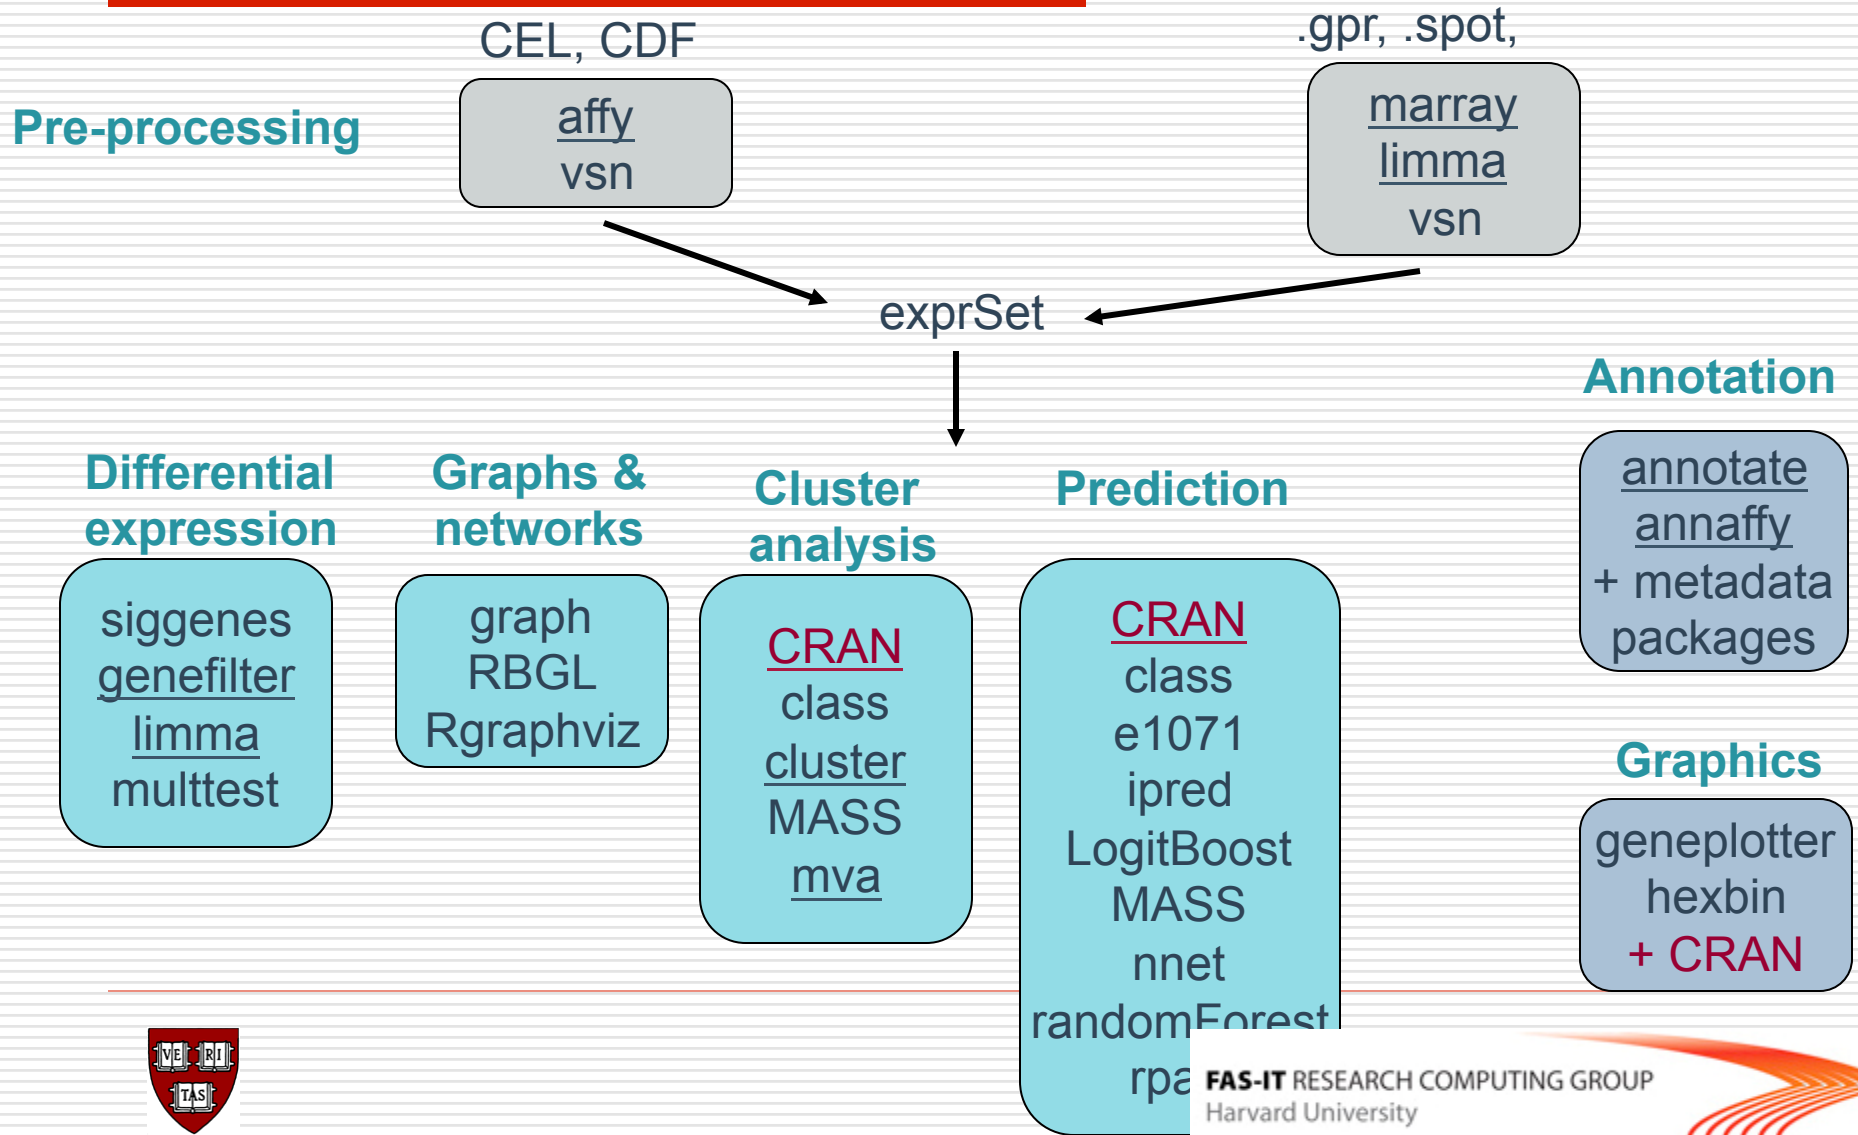 CEL, CDF
.gpr, .spot,
Pre-processing
affy
vsn
marray
limma
vsn
exprSet
Annotation
annotate
annaffy
+ metadata
packages
Differential
expression
siggenes
genefilter
limma
multtest
Graphs &
networks
graph
RBGL
Rgraphviz
Cluster
analysis
CRAN
class
cluster
MASS
mva
Prediction
CRAN
class
e1071
ipred
LogitBoost
MASS
nnet
randomForest
Graphics
geneplotter
hexbin
+ CRAN
VE RI
TAS
FAS-IT RESEARCH COMPUTING GROUP
Harvard University